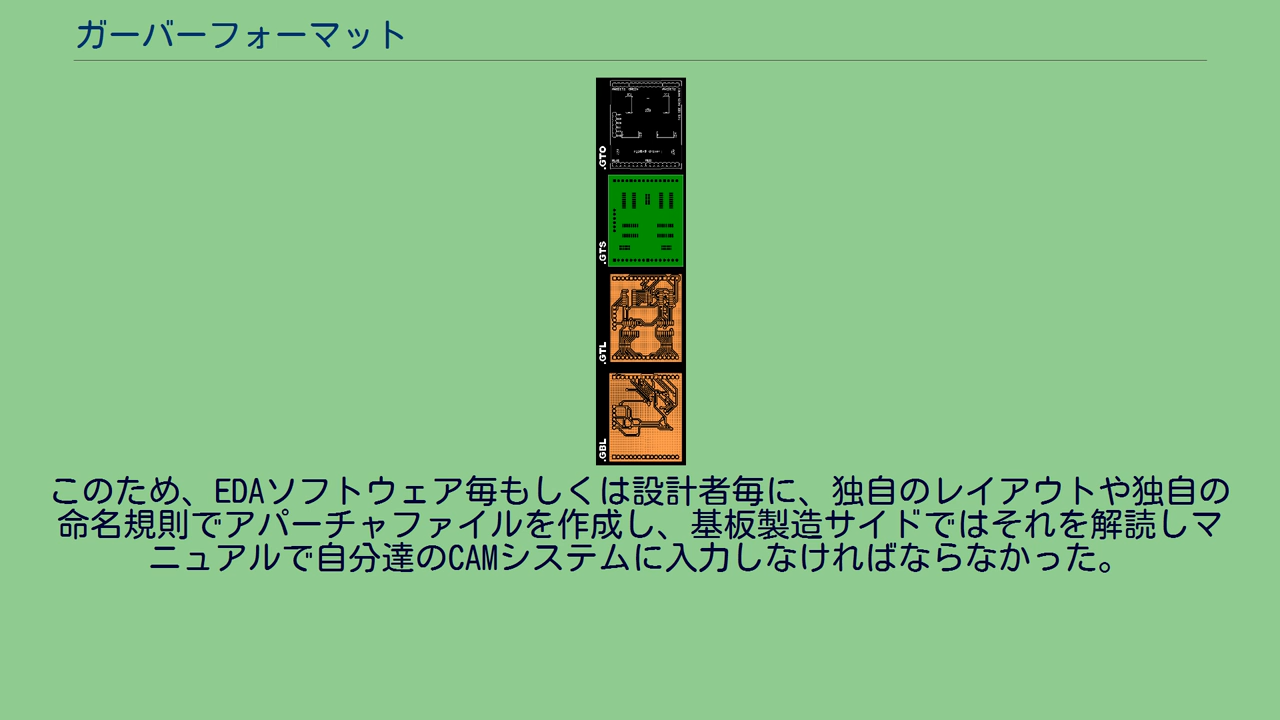 ガーバーフォーマット
.GTO
.GTS
.GTL
.GBL
このため、EDAソフトウェア毎もしくは設計者毎に、独自のレイアウトや独自の
命名規則でアパーチャファイルを作成し、基板製造サイドではそれを解読しマ
ニュアルで自分達のCAMシステムに入力しなければならなかった。